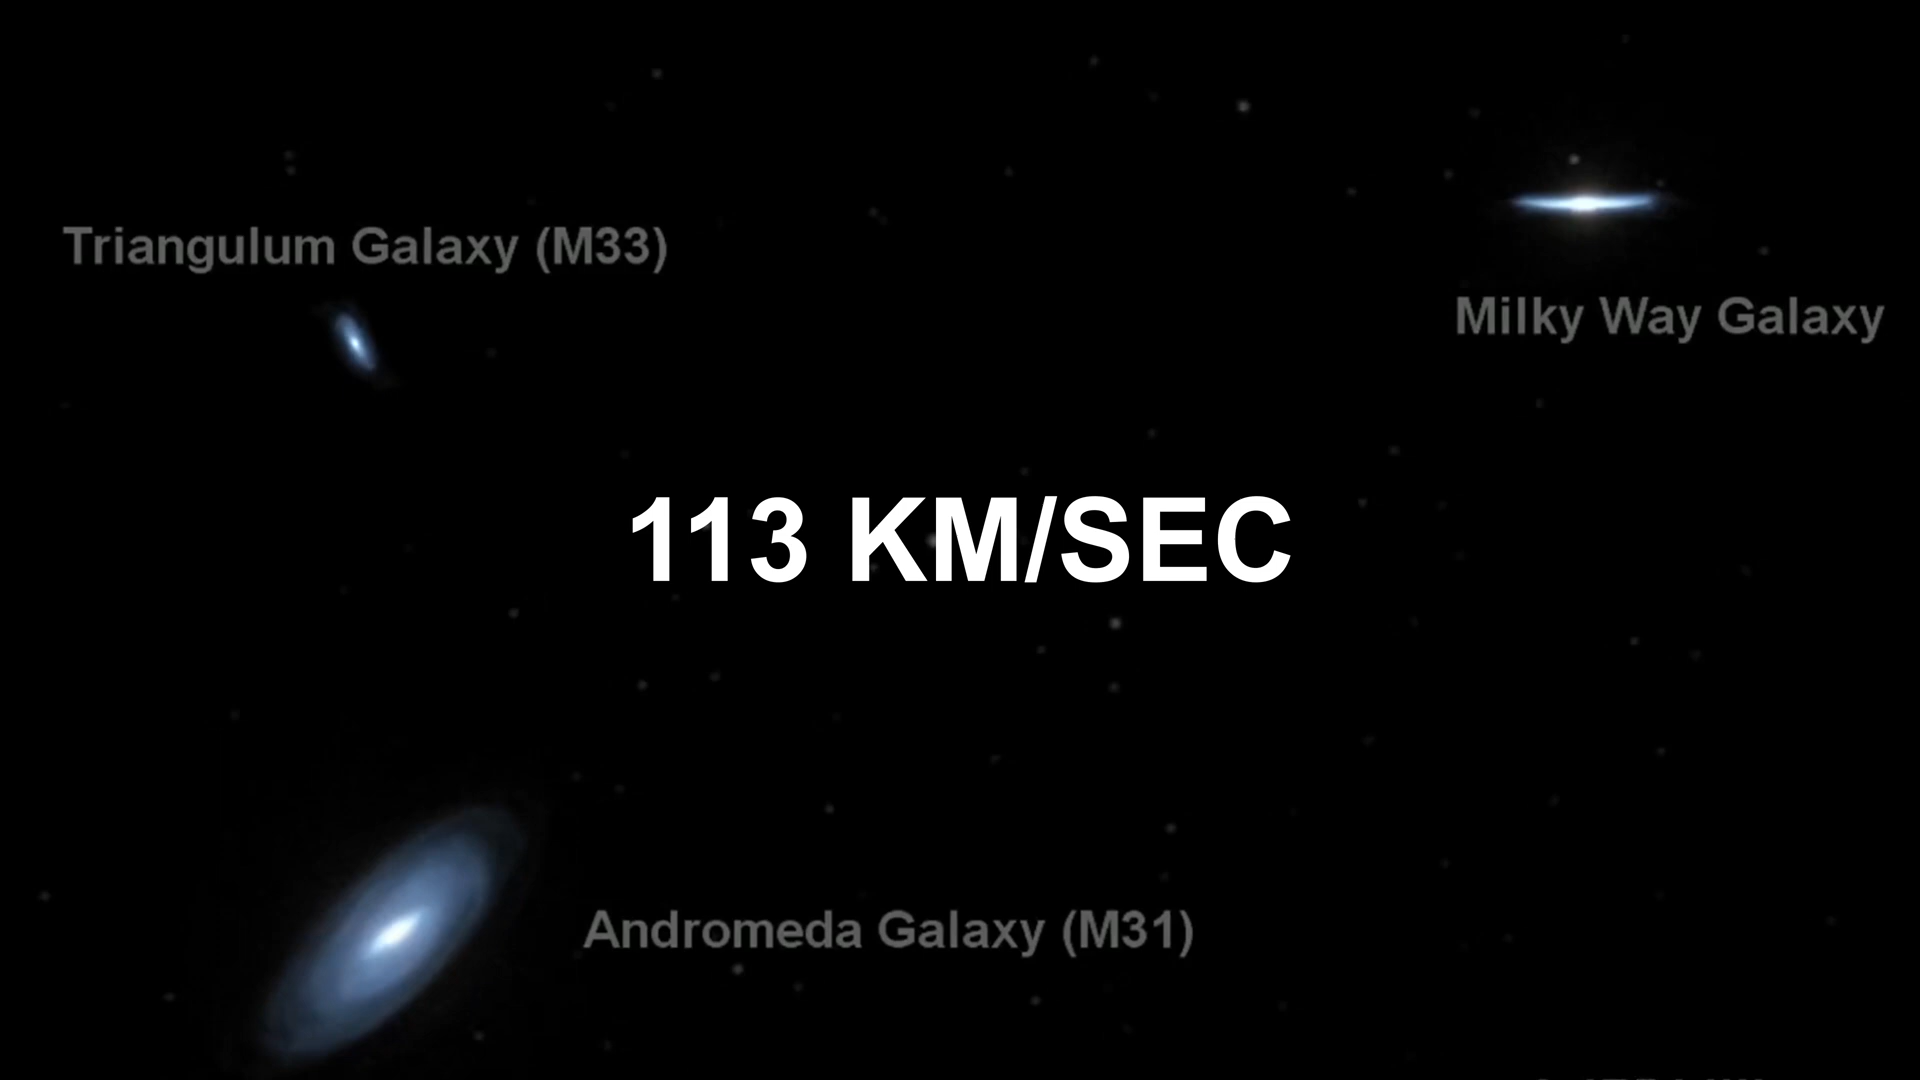 Triangulum Galaxy (M33)
Milky Way Galaxy
113 KM/SEC
Andromeda Galaxy (M31)